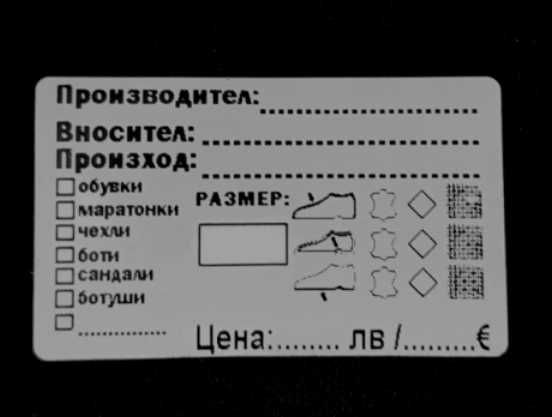 Производител:..............................
Вносител:..............................
Произход:..............................
обувки
маратонки
чехли
боти
сандали
ботуши
..............
РАЗМЕР:
Цена:........ лв /.........€